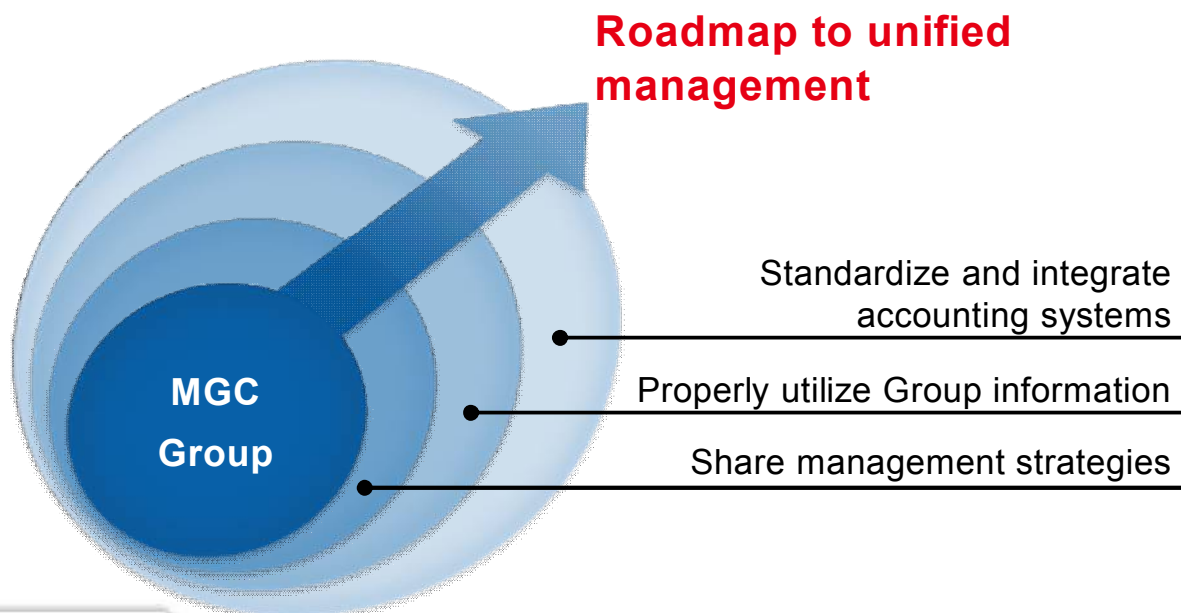 Roadmap to unified
management
Standardize and integrate
accounting systems
MGC
Group
Properly utilize Group information
Share management strategies